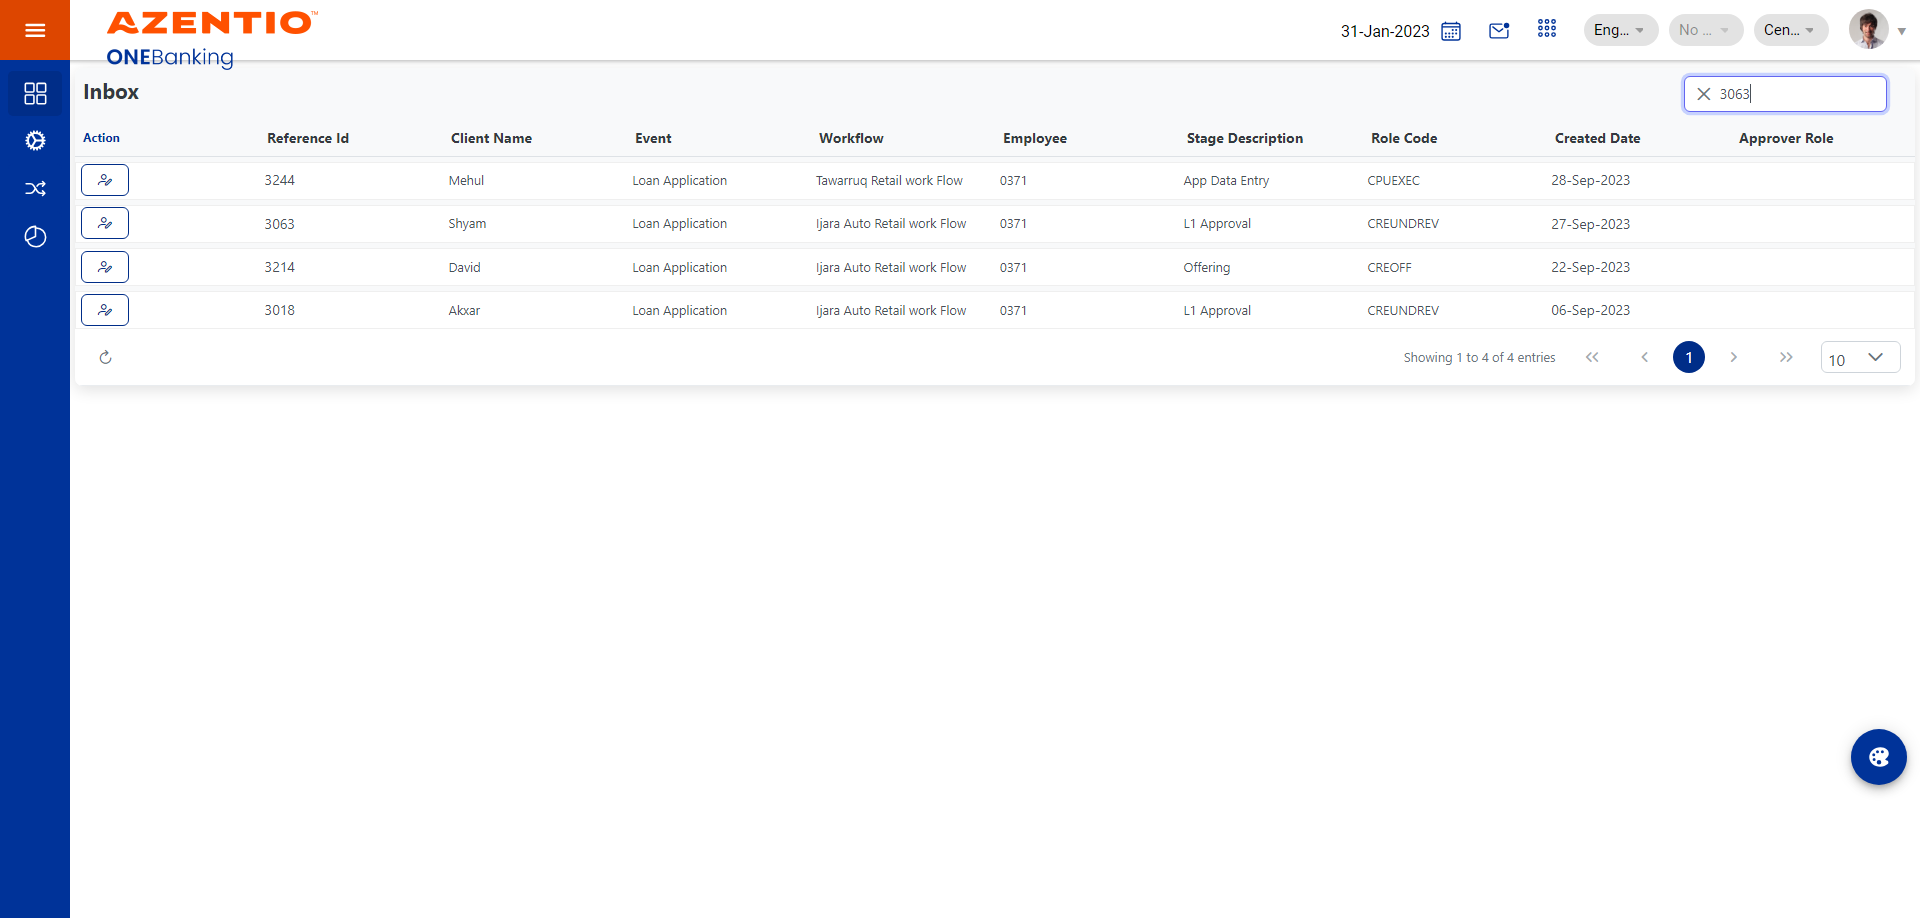 AZENTIO™
ONEBanking
31-Jan-2023 Eng... No ... Cen...
Inbox
3063
Action Reference Id Client Name Event Workflow Employee Stage Description Role Code Created Date Approver Role
3244 Mehul Loan Application Tawarruq Retail work Flow 0371 App Data Entry CPUEXEC 28-Sep-2023
3063 Shyam Loan Application Ijara Auto Retail work Flow 0371 L1 Approval CREUNDREV 27-Sep-2023
3214 David Loan Application Ijara Auto Retail work Flow 0371 Offering CREOFF 22-Sep-2023
3018 Akxar Loan Application Ijara Auto Retail work Flow 0371 L1 Approval CREUNDREV 06-Sep-2023
Showing 1 to 4 of 4 entries 1 10